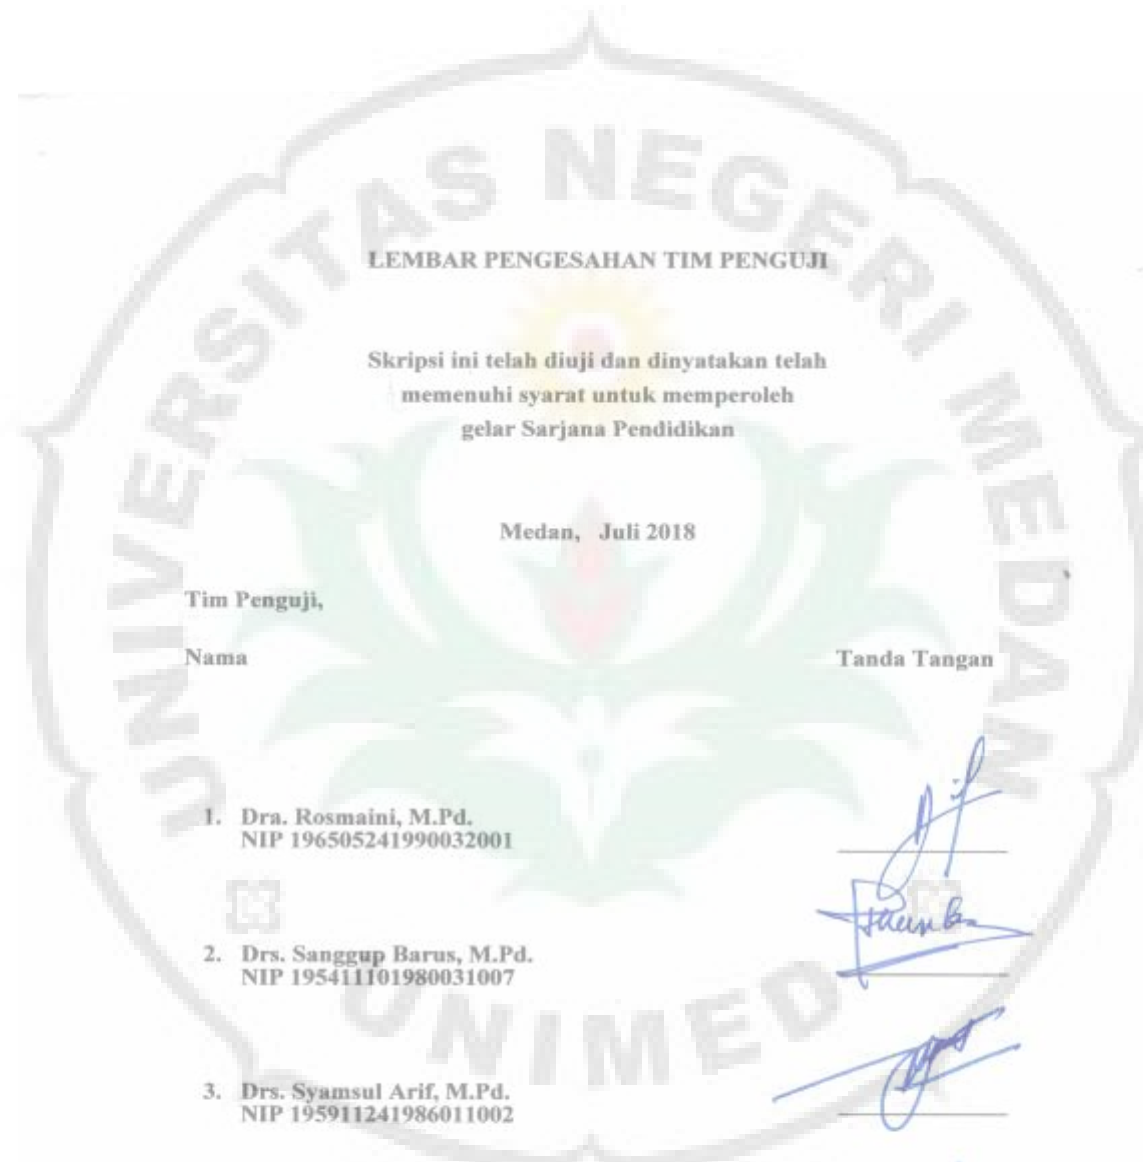 UNIVERSITAS NEGERI MEDAN
LEMBAR PENGESAHAN TIM PENGUJI
Skripsi ini telah diuji dan dinyatakan telah
memenuhi syarat untuk memperoleh
gelar Sarjana Pendidikan
Medan, Juli 2018
Tim Penguji,
Nama Tanda Tangan
1. Dra. Rosmaini, M.Pd.
NIP 196505241990032001
2. Drs. Sanggup Barus, M.Pd.
NIP 195411101980031007
3. Drs. Syamsul Arif, M.Pd.
NIP 195911241986011002
UNIMED